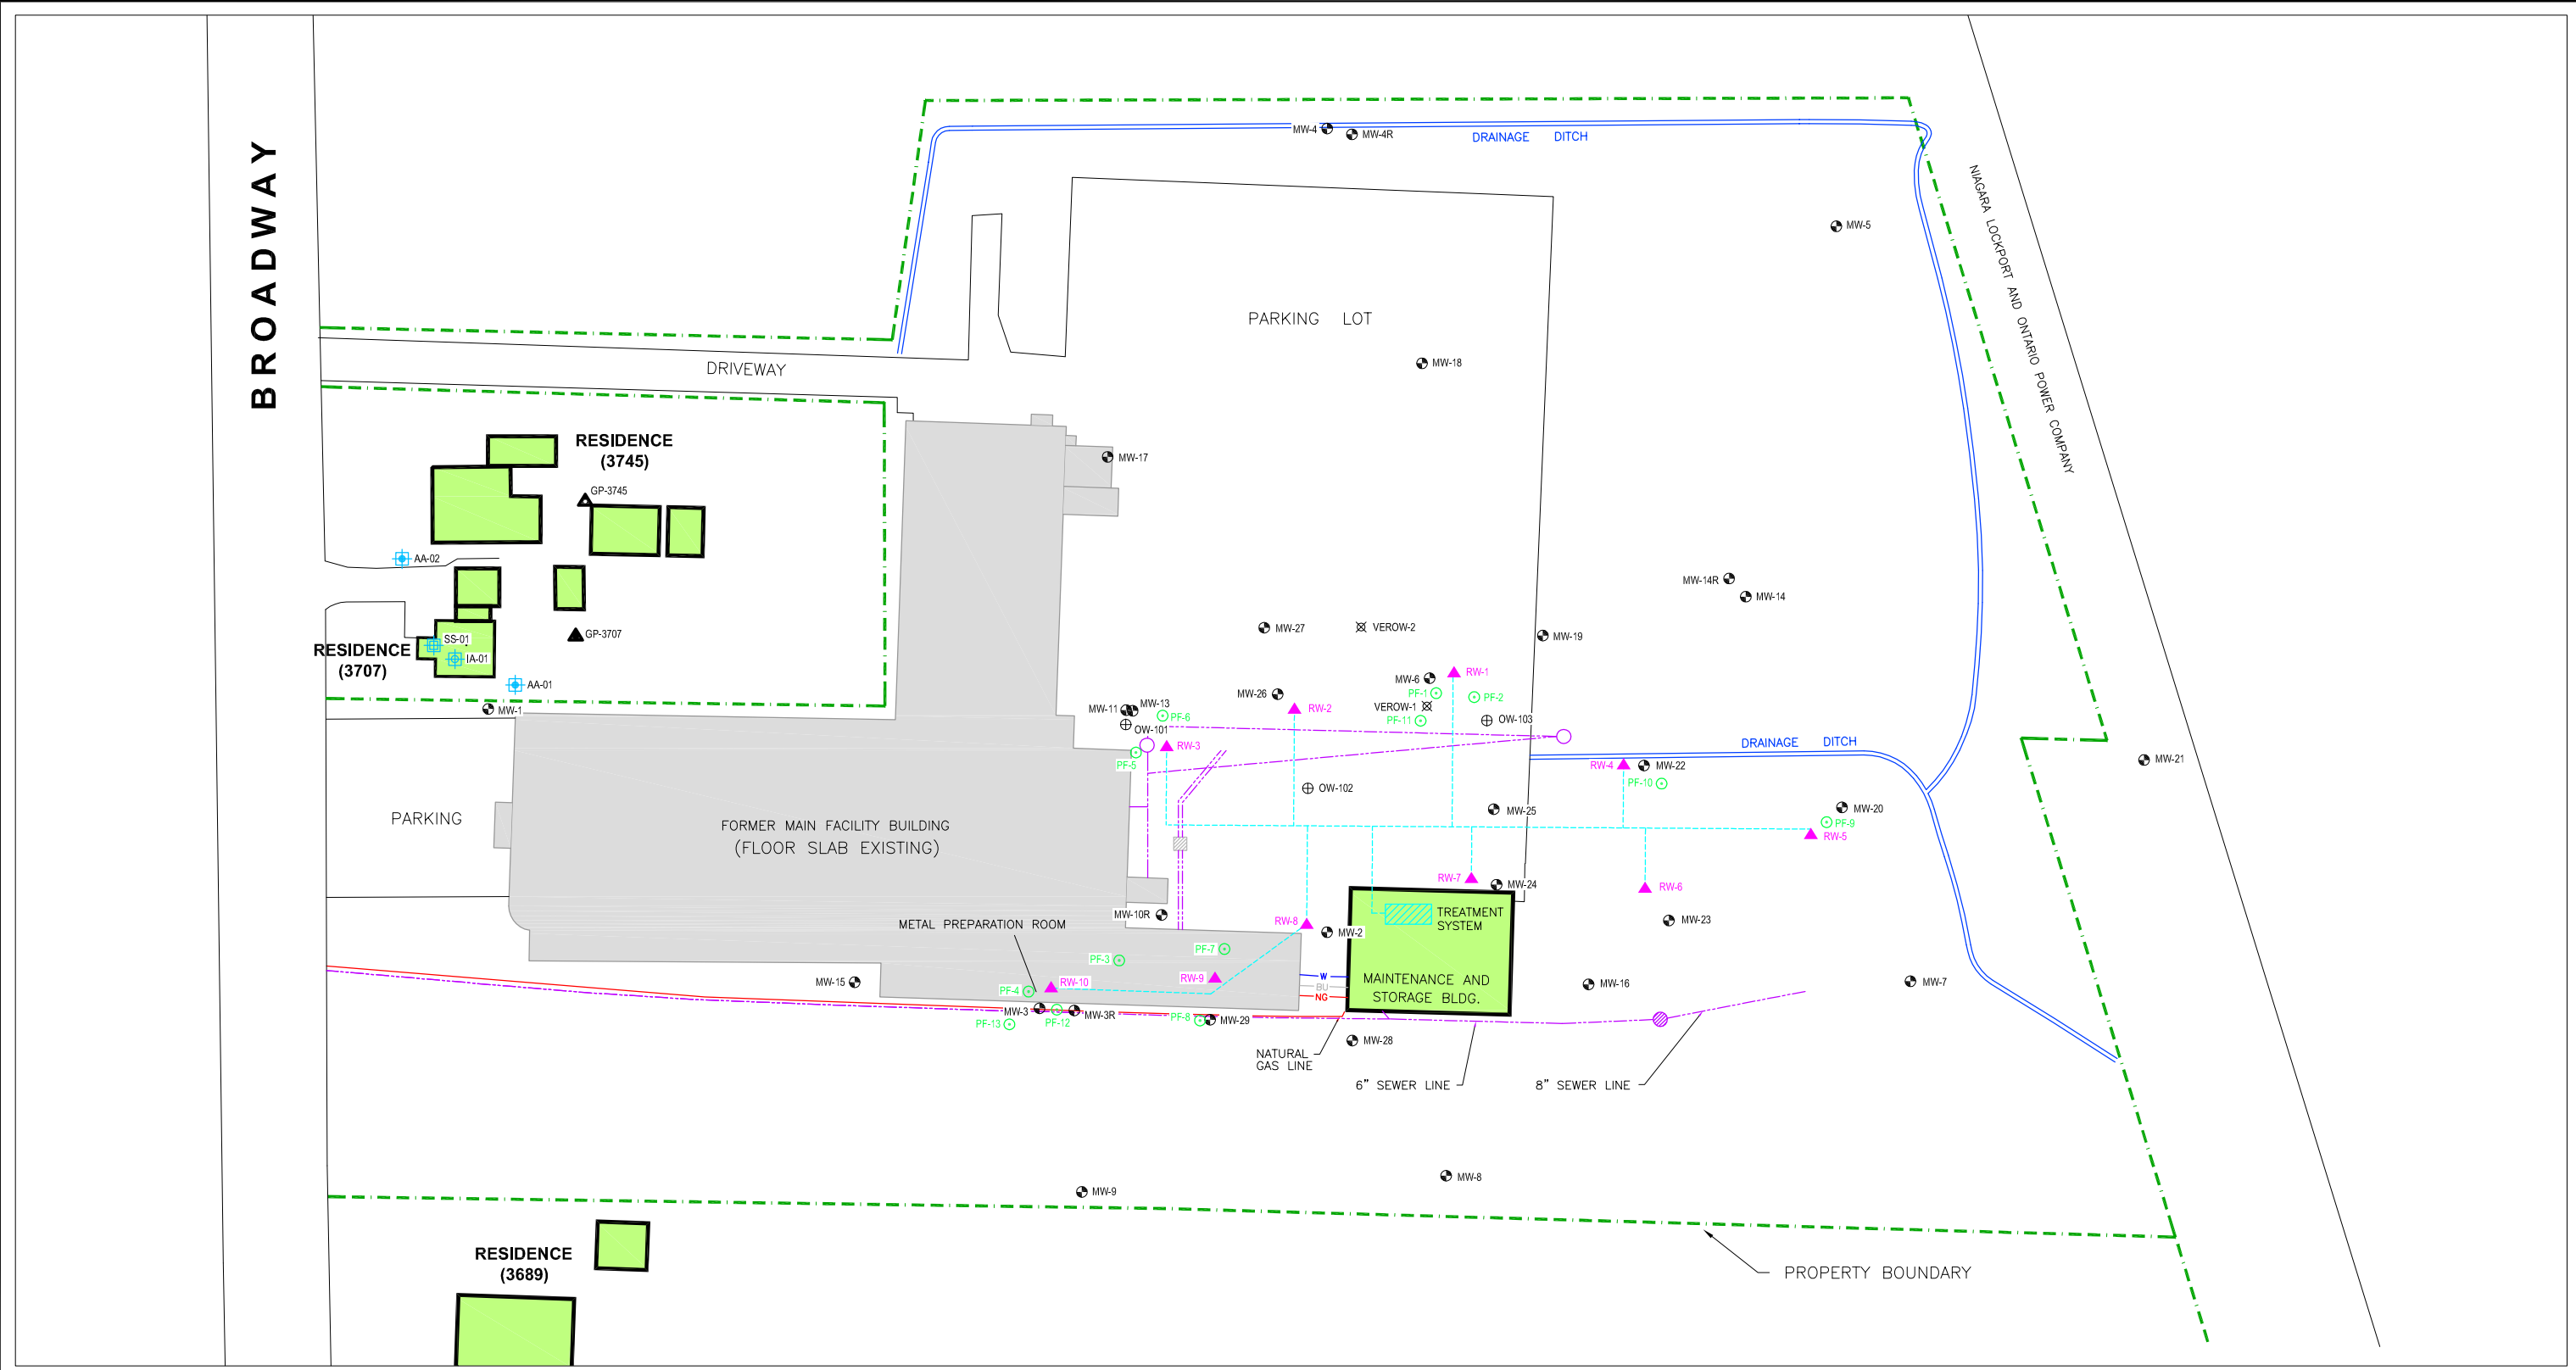 MW-4
MW-4R
DRAINAGE DITCH
BROADWAY
NIAGARA LOCKPORT AND ONTARIO POWER COMPANY
MW-5
PARKING LOT
DRIVEWAY
MW-18
RESIDENCE
(3745)
MW-17
GP-3745
AA-02
MW-14R
MW-14
MW-27
VEROW-2
MW-19
GP-3707
SS-01
RESIDENCE
(3707)
IA-01
AA-01
MW-6
RW-1
PF-1
PF-2
MW-26
MW-1
MW-11
MW-13
PF-6
RW-2
VEROW-1
PF-11
OW-103
OW-101
RW-3
PF-5
DRAINAGE DITCH
RW-4
MW-22
MW-21
PF-10
OW-102
MW-25
MW-20
PF-9
RW-5
PARKING
FORMER MAIN FACILITY BUILDING
(FLOOR SLAB EXISTING)
RW-7
MW-24
RW-6
MW-10R
TREATMENT
SYSTEM
RW-8
MW-23
METAL PREPARATION ROOM
MW-2
PF-7
PF-3
W
MW-15
RW-10
RW-9
MAINTENANCE AND
STORAGE BLDG.
MW-16
MW-7
BU
NG
PF-4
MW-3
MW-3R
PF-13
PF-12
PF-8
MW-29
MW-28
NATURAL
GAS LINE
6" SEWER LINE
8" SEWER LINE
MW-8
MW-9
RESIDENCE
(3689)
PROPERTY BOUNDARY